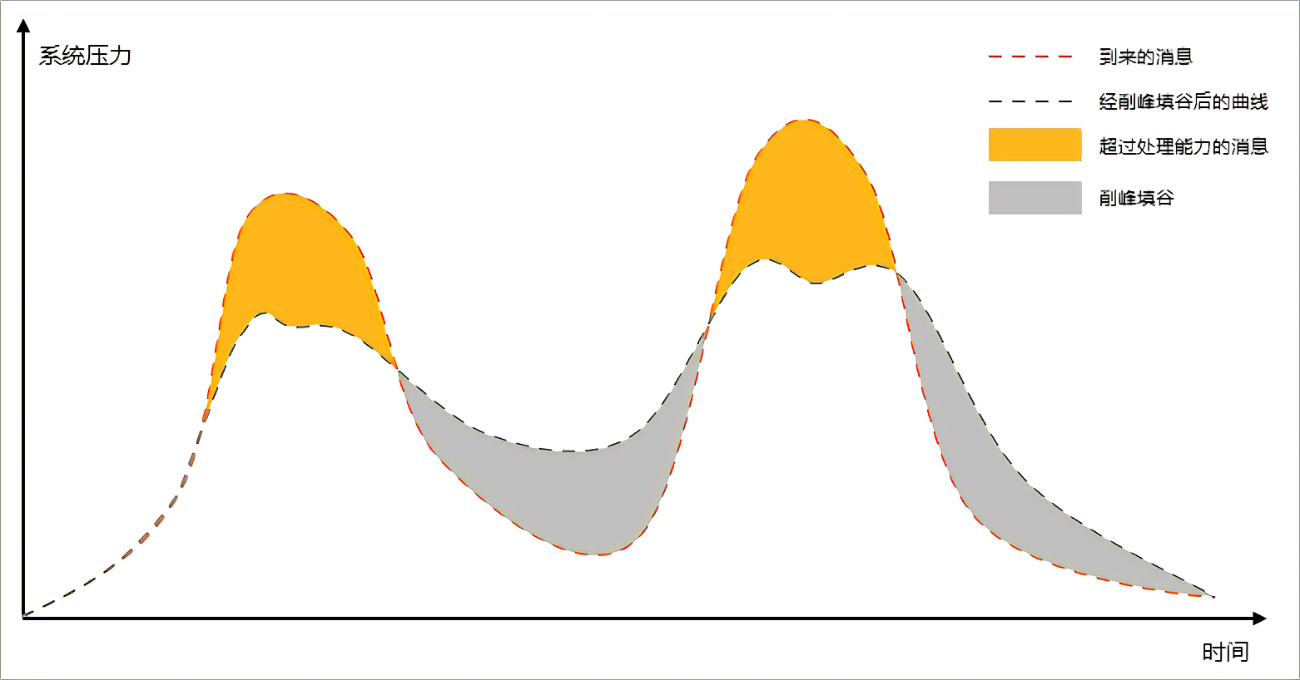 系统压力
到来的消息
经削峰填谷后的曲线
超过处理能力的消息
削峰填谷
时间